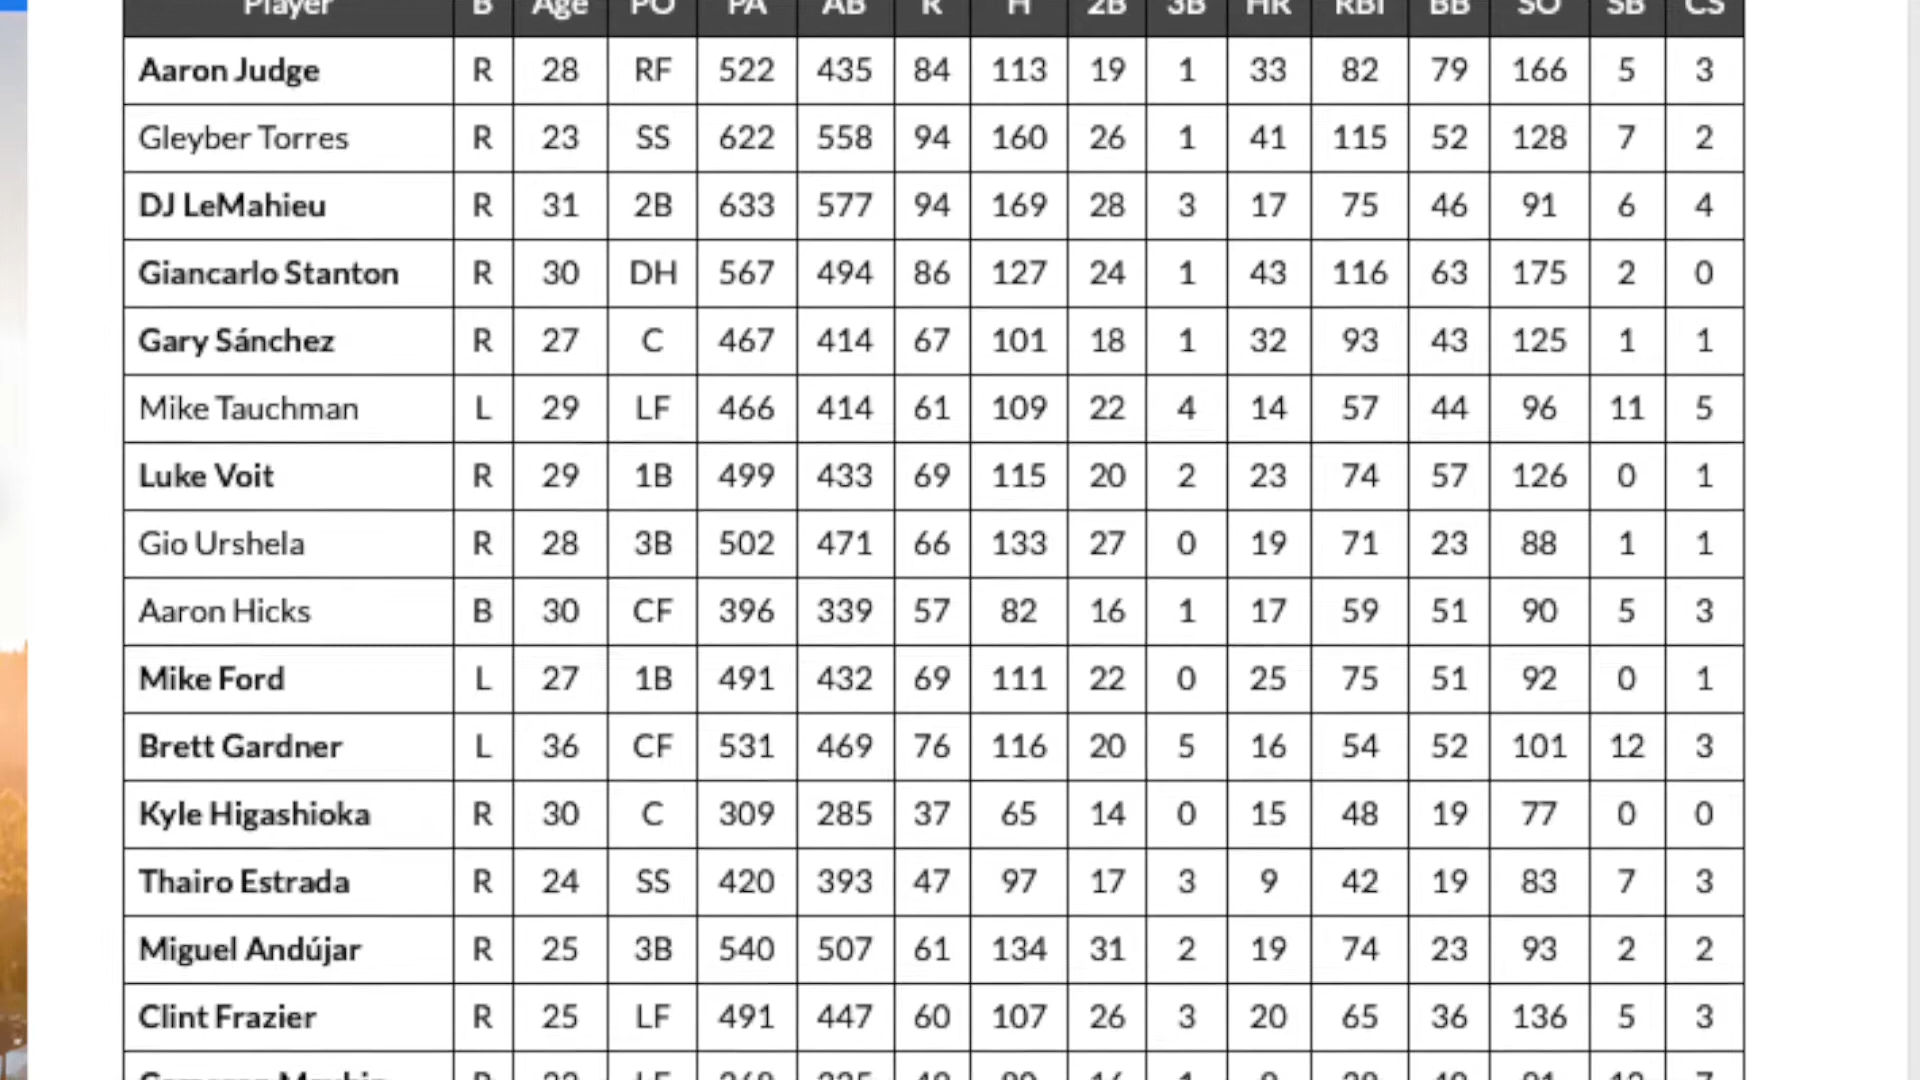 Player B Age PO PA AB R H 2B 3B HR RBI BB SO SB CS
Aaron Judge R 28 RF 522 435 84 113 19 1 33 82 79 166 5 3
Gleyber Torres R 23 SS 622 558 94 160 26 1 41 115 52 128 7 2
DJ LeMahieu R 31 2B 633 577 94 169 28 3 17 75 46 91 6 4
Giancarlo Stanton R 30 DH 567 494 86 127 24 1 43 116 63 175 2 0
Gary Sánchez R 27 C 467 414 67 101 18 1 32 93 43 125 1 1
Mike Tauchman L 29 LF 466 414 61 109 22 4 14 57 44 96 11 5
Luke Voit R 29 1B 499 433 69 115 20 2 23 74 57 126 0 1
Gio Urshela R 28 3B 502 471 66 133 27 0 19 71 23 88 1 1
Aaron Hicks B 30 CF 396 339 57 82 16 1 17 59 51 90 5 3
Mike Ford L 27 1B 491 432 69 111 22 0 25 75 51 92 0 1
Brett Gardner L 36 CF 531 469 76 116 20 5 16 54 52 101 12 3
Kyle Higashioka R 30 C 309 285 37 65 14 0 15 48 19 77 0 0
Thairo Estrada R 24 SS 420 393 47 97 17 3 9 42 19 83 7 3
Miguel Andújar R 25 3B 540 507 61 134 31 2 19 74 23 93 2 2
Clint Frazier R 25 LF 491 447 60 107 26 3 20 65 36 136 5 3